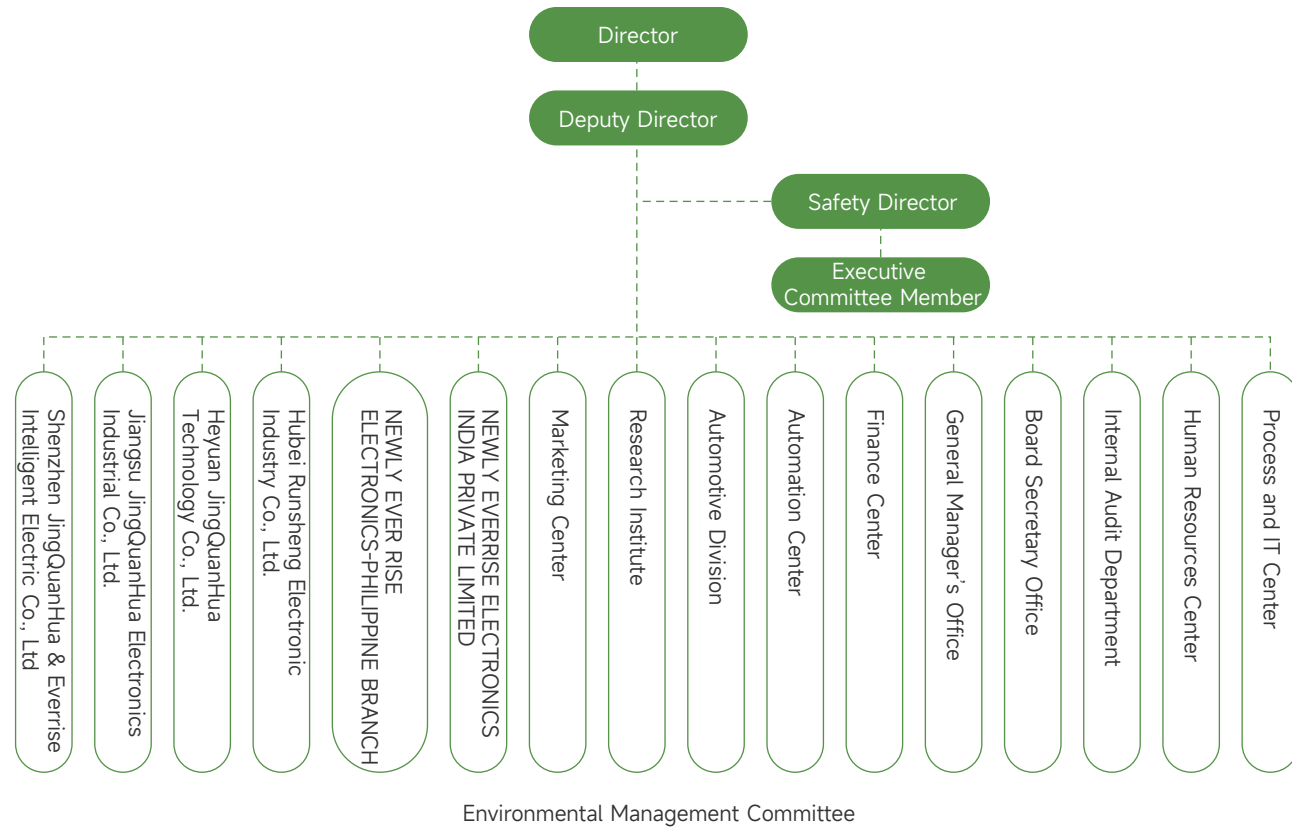 Director
Deputy Director
Safety Director
Executive
Committee Member
Shenzhen JingQuanHua & Everrise
Intelligent Electric Co., Ltd
Jiangsu JingQuanHua Electronics
Industrial Co., Ltd.
Heyuan JingQuanHua
Technology Co., Ltd.
Hubei Runsheng Electronic
Industry Co., Ltd.
NEWLY EVER RISE
ELECTRONICS-PHILIPPINE BRANCH
NEWLY EVERRISE ELECTRONICS
INDIA PRIVATE LIMITED
Marketing Center
Research Institute
Automotive Division
Automation Center
Finance Center
General Manager's Office
Board Secretary Office
Internal Audit Department
Human Resources Center
Process and IT Center
Environmental Management Committee